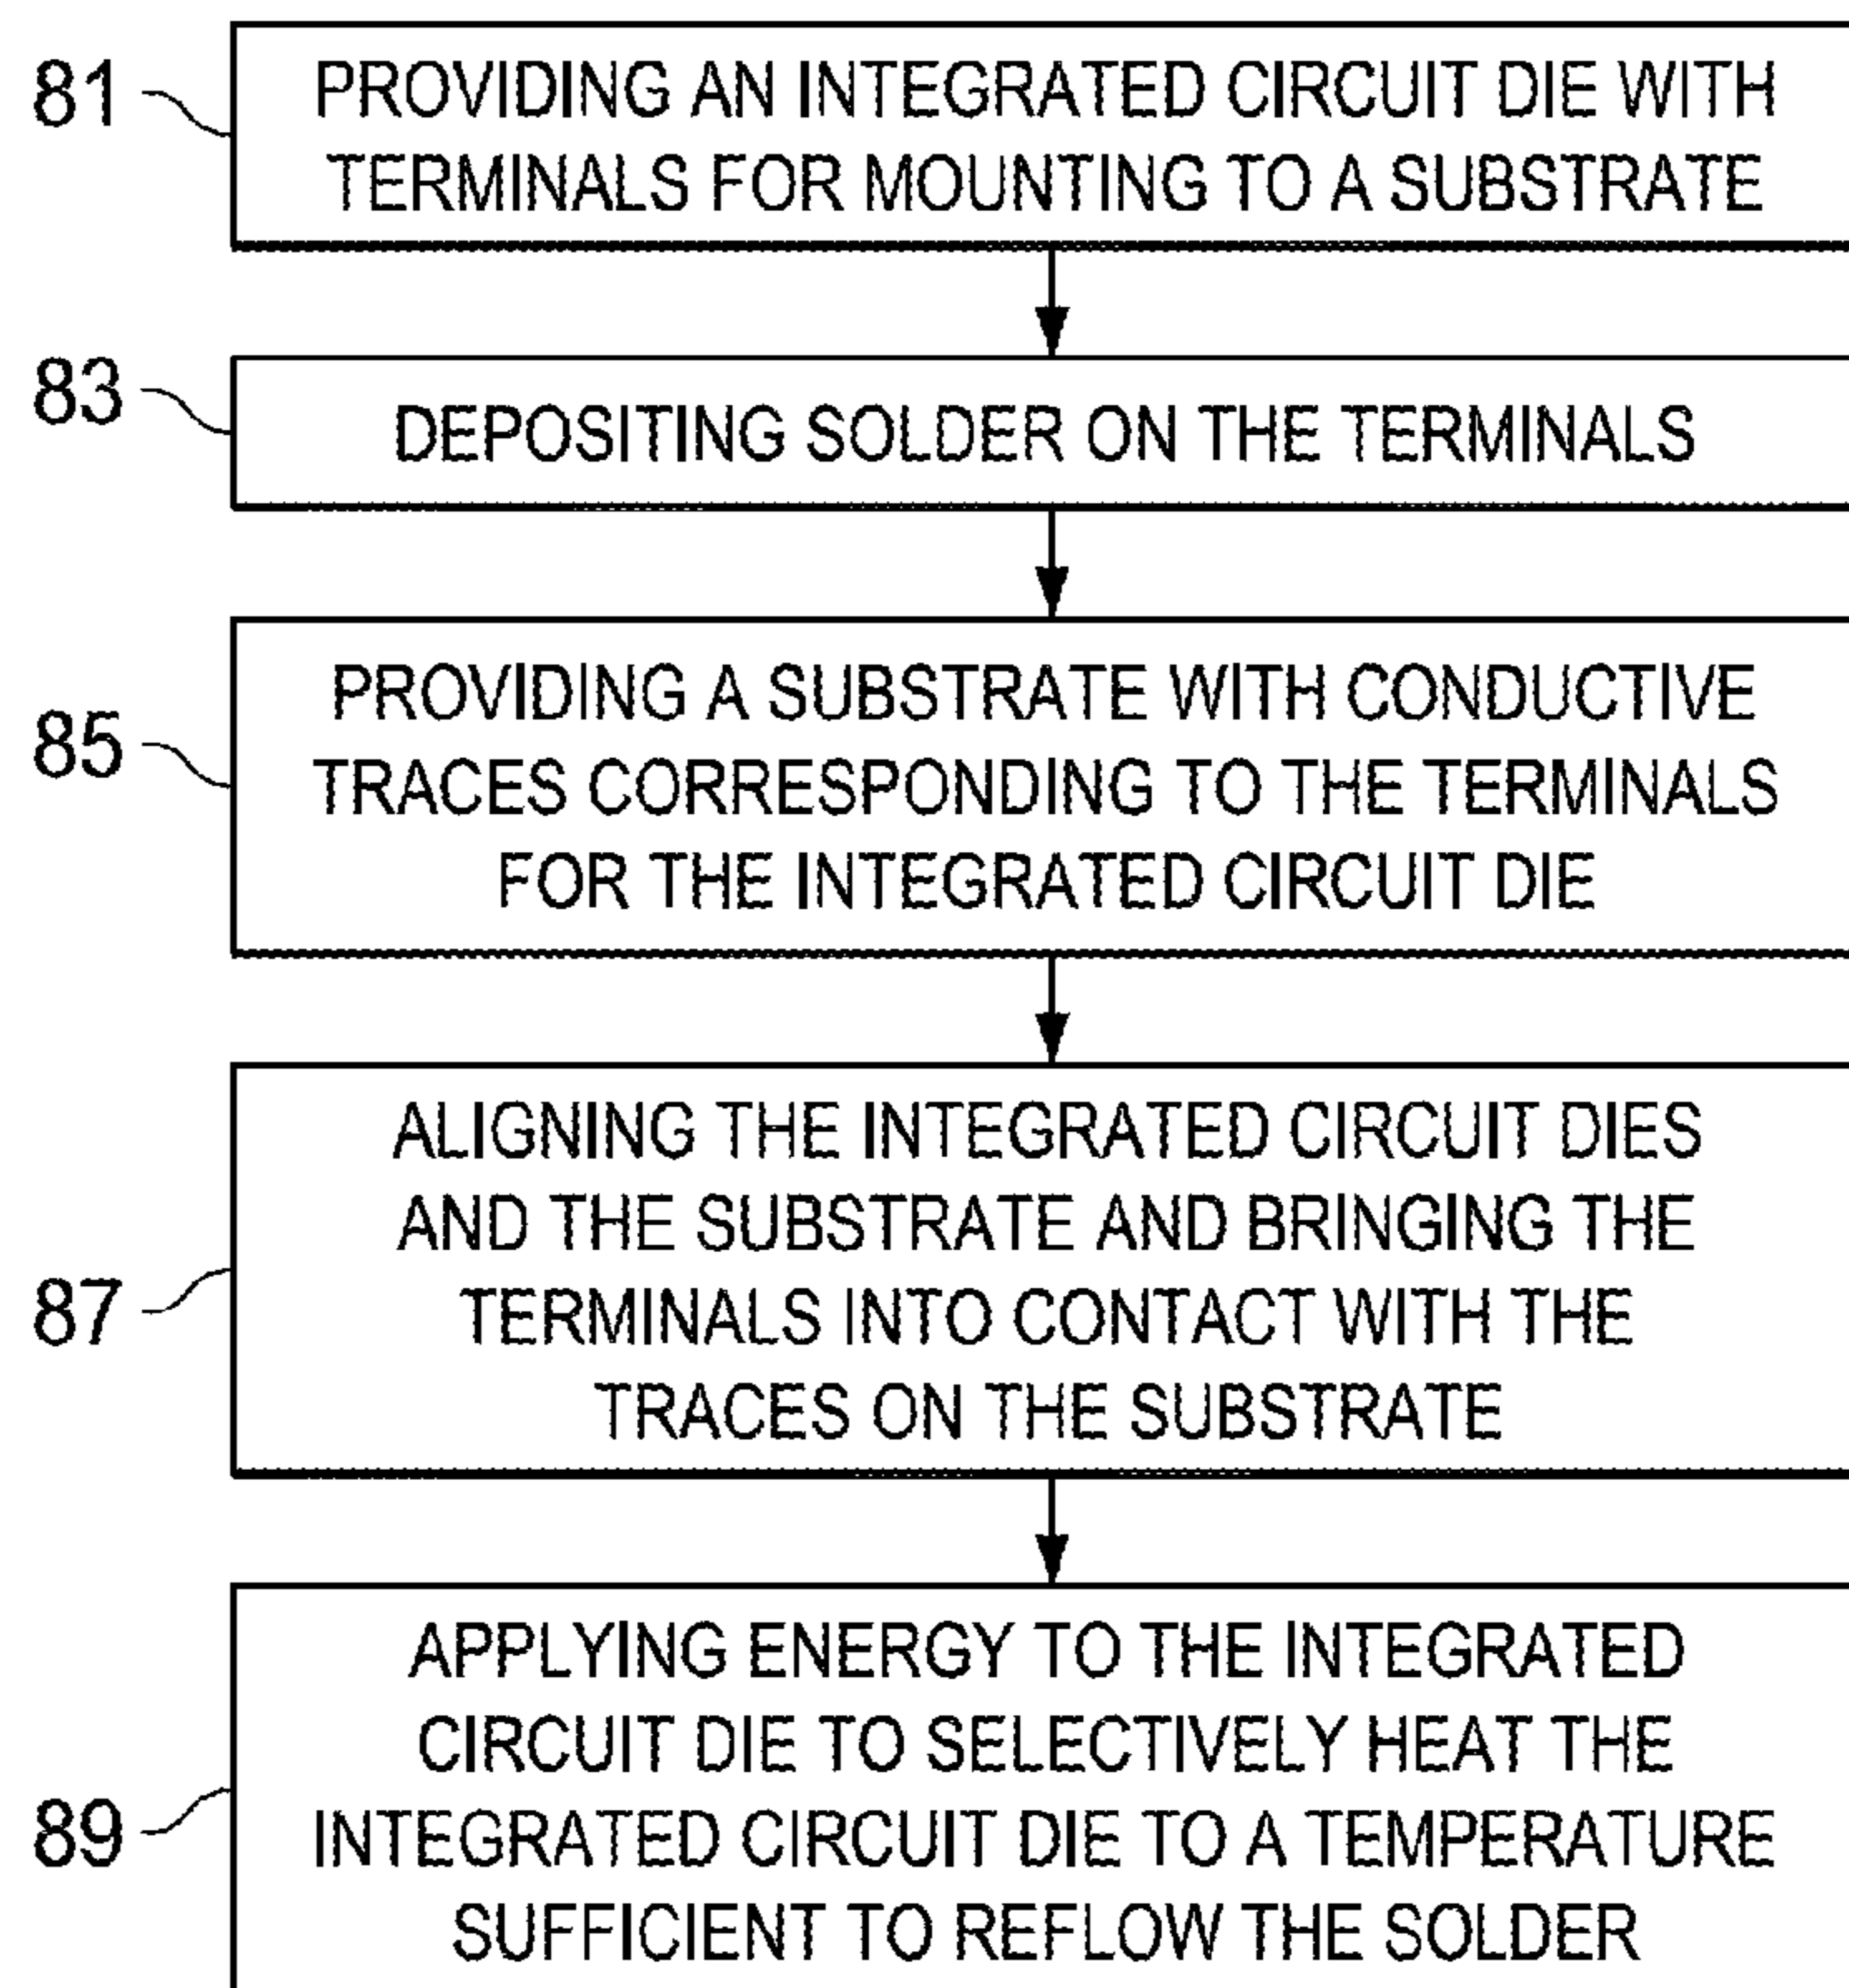 81
PROVIDING AN INTEGRATED CIRCUIT DIE WITH
TERMINALS FOR MOUNTING TO A SUBSTRATE
83
DEPOSITING SOLDER ON THE TERMINALS
85
PROVIDING A SUBSTRATE WITH CONDUCTIVE
TRACES CORRESPONDING TO THE TERMINALS
FOR THE INTEGRATED CIRCUIT DIE
87
ALIGNING THE INTEGRATED CIRCUIT DIES
AND THE SUBSTRATE AND BRINGING THE
TERMINALS INTO CONTACT WITH THE
TRACES ON THE SUBSTRATE
89
APPLYING ENERGY TO THE INTEGRATED
CIRCUIT DIE TO SELECTIVELY HEAT THE
INTEGRATED CIRCUIT DIE TO A TEMPERATURE
SUFFICIENT TO REFLOW THE SOLDER